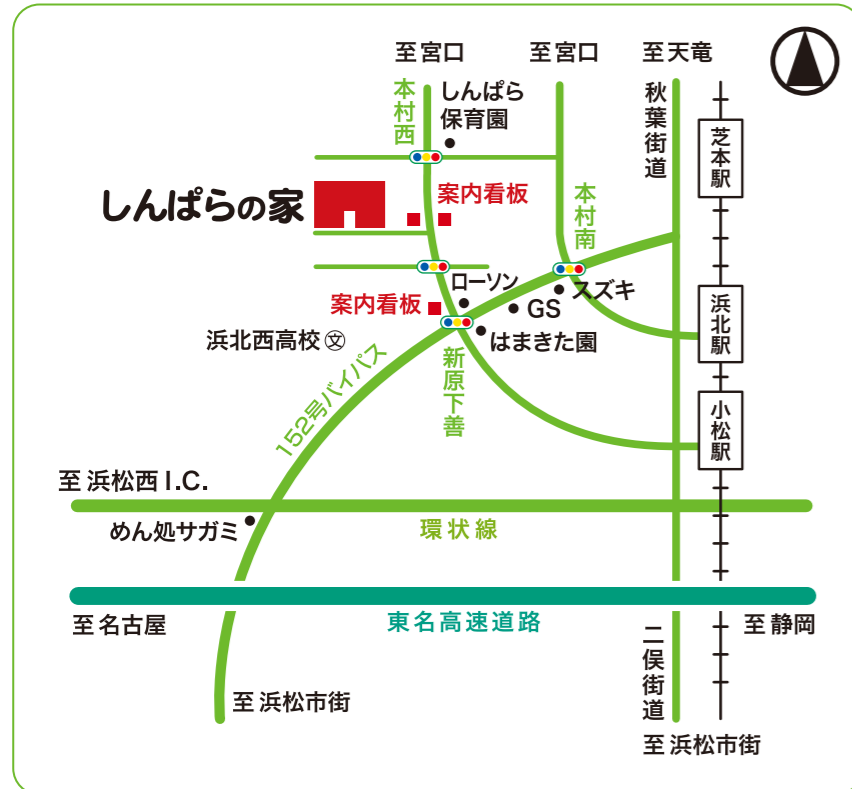 至宮口
至宮口
至天竜
本村西
しんぱら
保育園
秋葉街道
芝本駅
しんぱらの家
案内看板
本村南
ローソン
スズキ
案内看板
GS
浜北駅
浜北西高校
文
はまきた園
新原下善
152号バイパス
小松駅
至浜松西I.C.
めん処サガミ
環状線
至名古屋
東名高速道路
二俣街道
至静岡
至浜松市街
至浜松市街